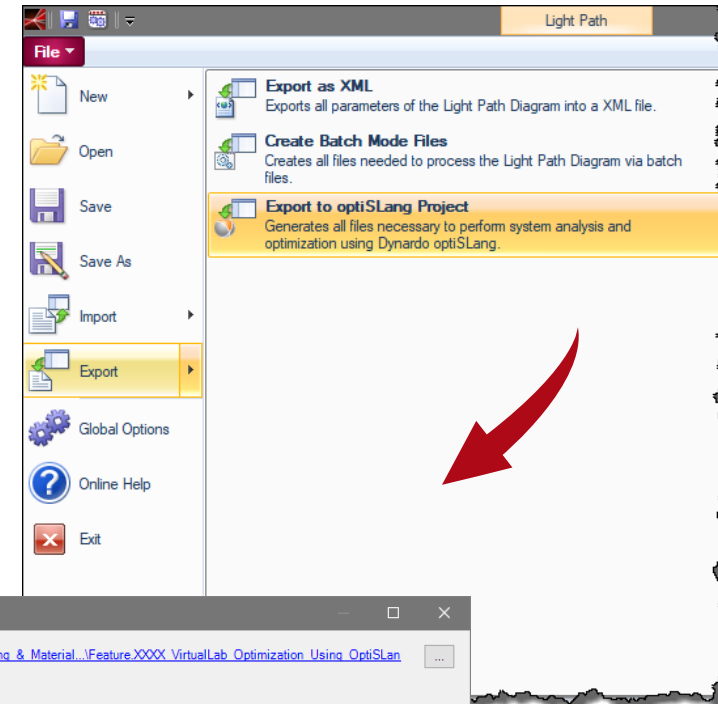 Light Path
File
New
Export as XML
Exports all parameters of the Light Path Diagram into a XML file.
Open
Create Batch Mode Files
Creates all files needed to process the Light Path Diagram via batch
files.
Save
Export to optiSLang Project
Generates all files necessary to perform system analysis and
optimization using Dynardo optiSLang.
Save As
Import
Export
Global Options
Online Help
Exit
& Material...\Feature.XXXX_VirtualLab_Optimization_Using_OptiSLan
...